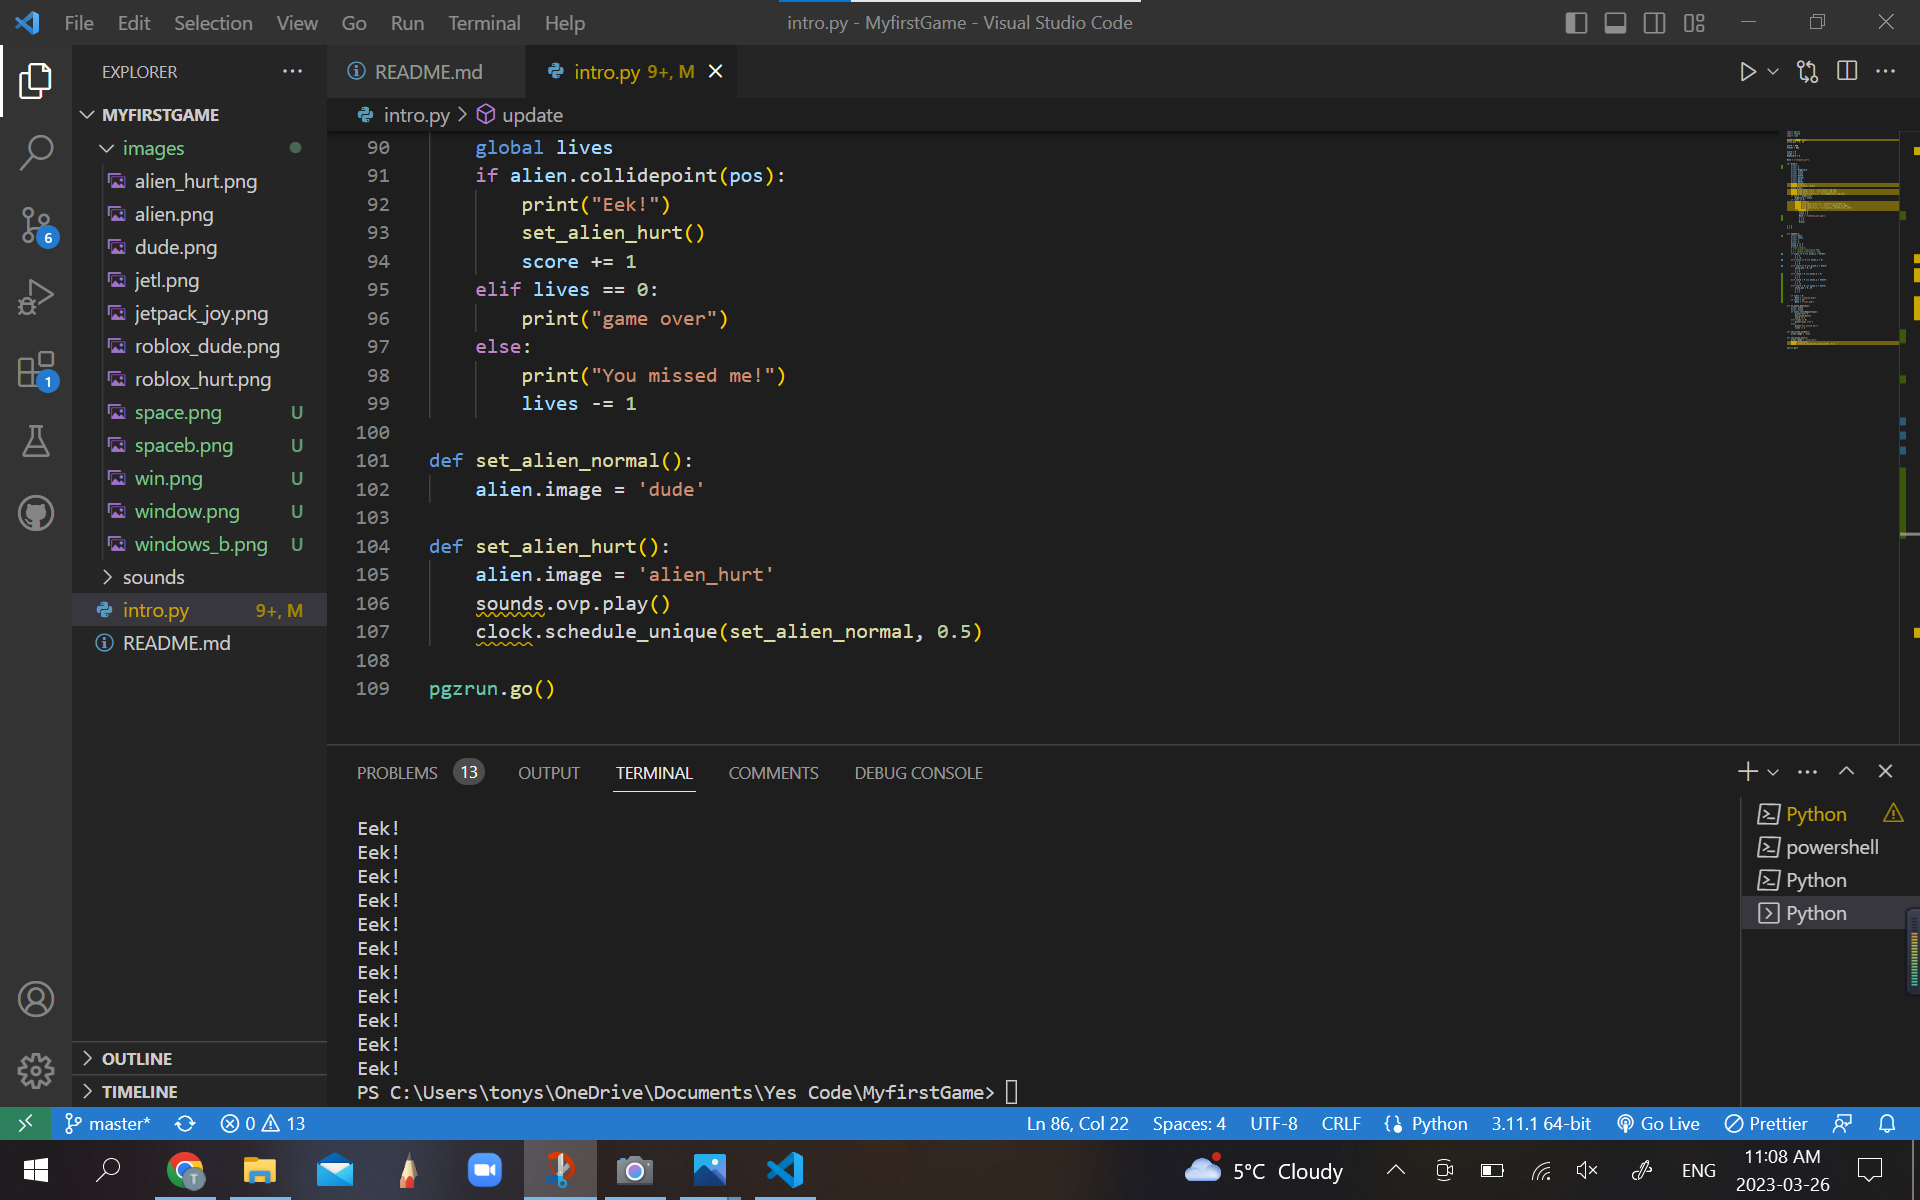 File Edit Selection View Go Run Terminal Help
intro.py - MyfirstGame - Visual Studio Code
EXPLORER
README.md
intro.py 9+, M
MYFIRSTGAME
intro.py > update
images
alien_hurt.png
alien.png
dude.png
jetl.png
jetpack_joy.png
roblox_dude.png
roblox_hurt.png
space.png U
spaceb.png U
win.png U
window.png U
windows_b.png U
sounds
intro.py 9+, M
README.md
OUTLINE
TIMELINE
6
1
90 global lives
91 if alien.collidepoint(pos):
92 print("Eek!")
93 set_alien_hurt()
94 score += 1
95 elif lives == 0:
96 print("game over")
97 else:
98 print("You missed me!")
99 lives -= 1
100
101 def set_alien_normal():
102 alien.image = 'dude'
103
104 def set_alien_hurt():
105 alien.image = 'alien_hurt'
106 sounds.ovp.play()
107 clock.schedule_unique(set_alien_normal, 0.5)
108
109 pgzrun.go()
PROBLEMS 13 OUTPUT TERMINAL COMMENTS DEBUG CONSOLE
Eek!
Eek!
Eek!
Eek!
Eek!
Eek!
Eek!
Eek!
Eek!
Eek!
Eek!
PS C:\Users\tonys\OneDrive\Documents\Yes Code\MyfirstGame>
Python
powershell
Python
Python
master* 0 13
Ln 86, Col 22 Spaces: 4 UTF-8 CRLF Python 3.11.1 64-bit Go Live Prettier
T
5°C Cloudy
ENG
11:08 AM
2023-03-26